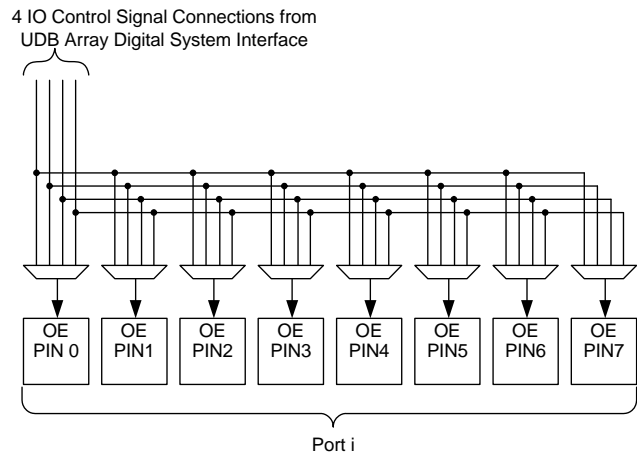 4 IO Control Signal Connections from
UDB Array Digital System Interface
OE
PIN 0
OE
PIN1
OE
PIN2
OE
PIN3
OE
PIN4
OE
PIN5
OE
PIN6
OE
PIN7
Port i